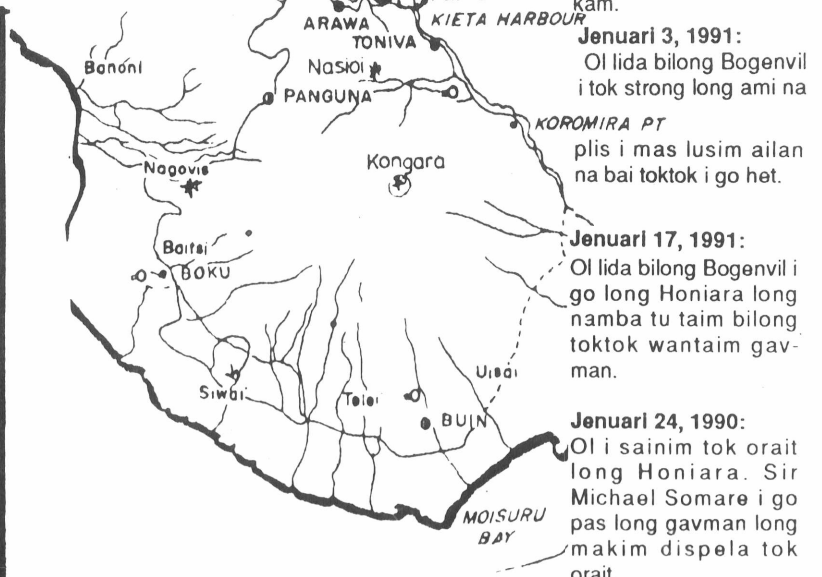 ARAWA
KIETA HARBOUR
TONIVA
Banoni
Nasioi
PANGUNA
KOROMIRA PT
Nagovis
Kongara
Baitsi
BOKU
Siwai
Telei
Uisai
BUIN
MOISURU
BAY
kam.
Jenuari 3, 1991:
Ol lida bilong Bogenvil
i tok strong long ami na
plis i mas lusim ailan
na bai toktok i go het.
Jenuari 17, 1991:
Ol lida bilong Bogenvil i
go long Honiara long
namba tu taim bilong
toktok wantaim gav-
man.
Jenuari 24, 1990:
Ol i sainim tok orait
long Honiara. Sir
Michael Somare i go
pas long gavman long
makim dispela tok
orait